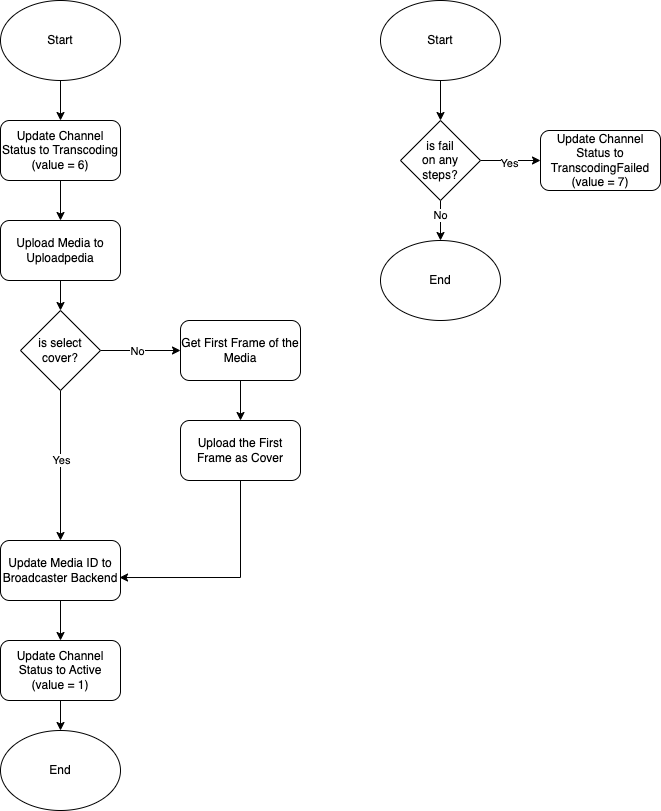 Start
Update Channel
Status to Transcoding
(value = 6)
Upload Media to
Uploadpedia
is select
cover?
No
Get First Frame of the
Media
Upload the First
Frame as Cover
Yes
Update Media ID to
Broadcaster Backend
Update Channel
Status to Active
(value = 1)
End
Start
is fail
on any
steps?
Yes
Update Channel
Status to
TranscodingFailed
(value = 7)
No
End